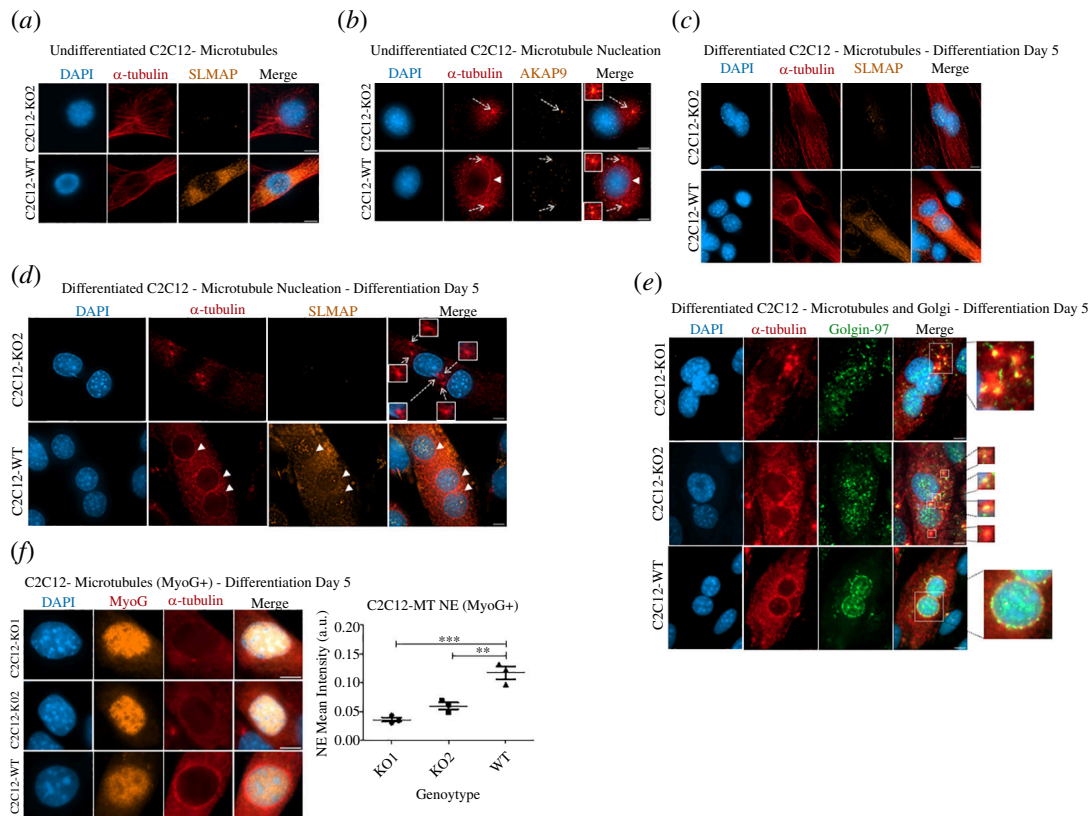 (a)
Undifferentiated C2C12- Microtubules
DAPI α-tubulin SLMAP Merge
C2C12-KO2
C2C12-WT
(b)
Undifferentiated C2C12- Microtubule Nucleation
DAPI α-tubulin AKAP9 Merge
C2C12-KO2
C2C12-WT
(c)
Differentiated C2C12 - Microtubules - Differentiation Day 5
DAPI α-tubulin SLMAP Merge
C2C12-KO2
C2C12-WT
(d)
Differentiated C2C12 - Microtubule Nucleation - Differentiation Day 5
DAPI α-tubulin SLMAP Merge
C2C12-KO2
C2C12-WT
(e)
Differentiated C2C12 - Microtubules and Golgi - Differentiation Day 5
DAPI α-tubulin Golgin-97 Merge
C2C12-KO1
C2C12-KO2
C2C12-WT
(f)
C2C12- Microtubules (MyoG+) - Differentiation Day 5
DAPI MyoG α-tubulin Merge
C2C12-KO1
C2C12-K02
C2C12-WT
C2C12-MT NE (MyoG+)
NE Mean Intensity (a.u.)
0.20
0.15
0.10
0.05
0.00
***
**
KO1 KO2 WT
Genoytype